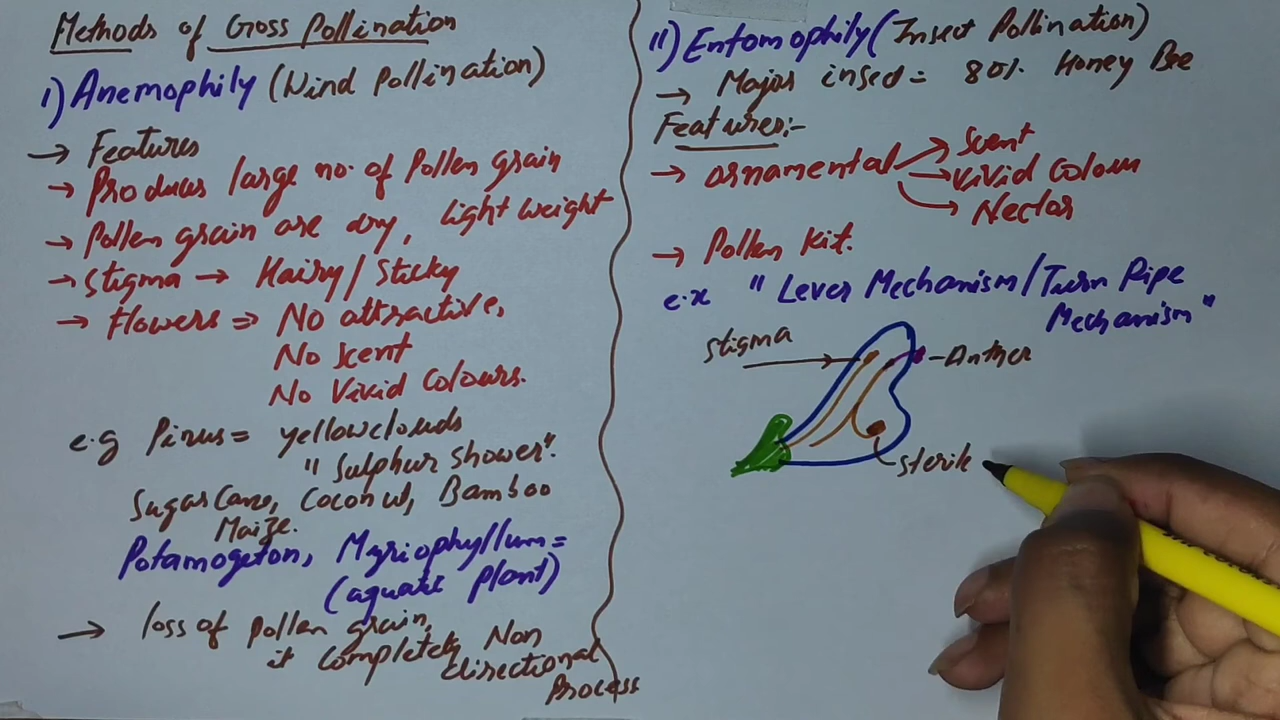 Methods of Cross Pollination
I) Anemophily (Wind Pollination)
→ Features
→ Produces large no. of Pollen grain
→ Pollen grain are dry, light weight
→ Stigma → Hairy/Sticky
→ Flowers ⇒ No attractive,
No Scent
No Vivid Colours.
e.g Pinus = yellow clouds
"Sulphur shower".
Sugar Cane, Coconut, Bamboo
Maize.
Potamogeton, Myriophyllum =
(aquatic plant)
→ loss of pollen grain,
it completely Non
directional
Process
II) Entomophily (Insect Pollination)
→ Major insect = 80% Honey Bee
Features:-
→ ornamental → Scent
→ Vivid Colour
→ Nectar
→ Pollen Kit.
e.x "Lever Mechanism/Turn Pipe
Mechanism"
Stigma
Anther
Sterile